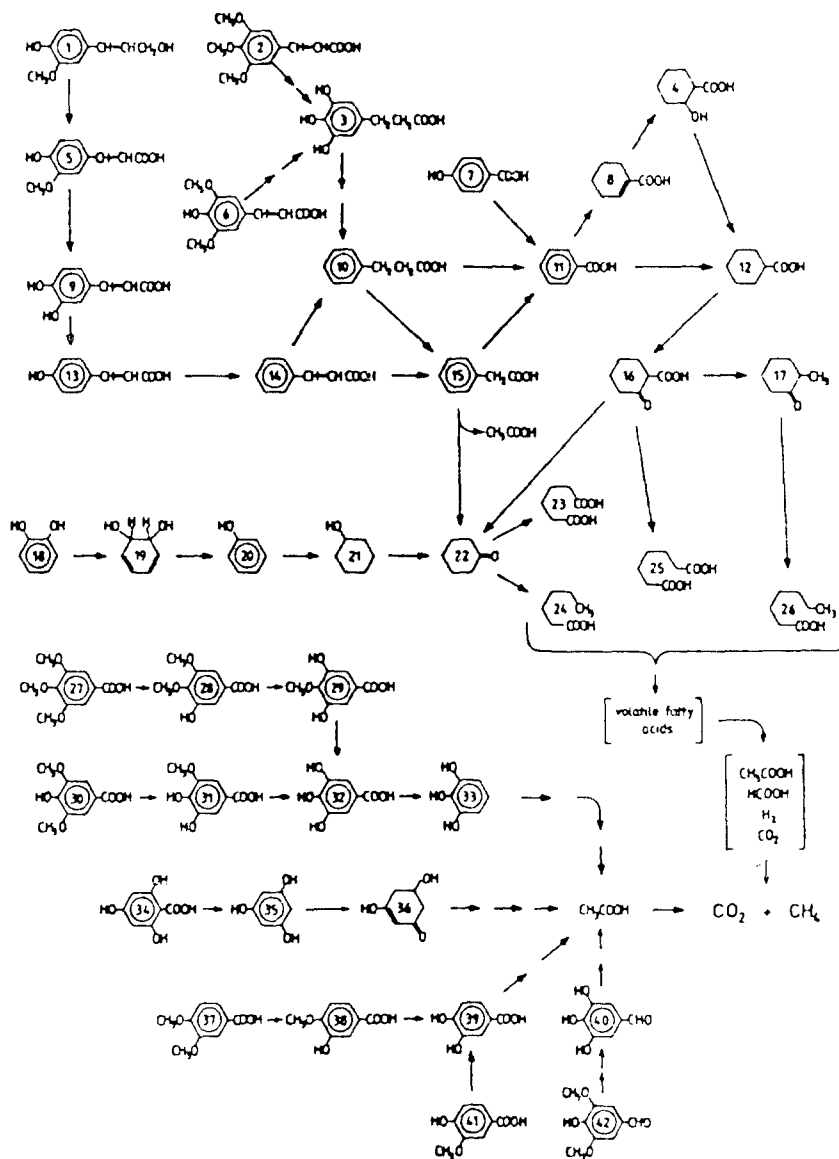 CH₃O
HO 1 CH=CH-CH₂OH
CH₃O
CH₃O 2 CH=CHCOOH
CH₃O
HO
HO 3 CH₂CH₂COOH
HO
4 COOH
OH
HO 5 CH=CHCOOH
CH₃O
CH₃O
HO 6 CH=CHCOOH
CH₃O
HO 7 COOH
8 COOH
HO 9 CH=CHCOOH
HO
10 CH₂CH₂COOH
11 COOH
12 COOH
HO 13 CH=CHCOOH
14 CH=CHCOOH
15 CH₂COOH
16 COOH
O
17 CH₃
O
CH₃COOH
HO OH
18
HO H H OH
19
HO
20
HO
21
22 O
23 COOH
COOH
24 CH₃
COOH
25 COOH
COOH
26 CH₃
COOH
CH₃O
CH₃O 27 COOH
CH₃O
CH₃O
CH₃O 28 COOH
HO
HO
CH₃O 29 COOH
HO
volatile fatty
acids
CH₃O
HO 30 COOH
CH₃O
CH₃O
HO 31 COOH
HO
HO
HO 32 COOH
HO
HO
HO 33
HO
CH₃COOH
HCOOH
H₂
CO₂
OH
HO 34 COOH
OH
OH
HO 35
OH
OH
HO 36
O
CH₃COOH
CO₂ + CH₄
CH₃O 37 COOH
CH₃O
CH₃O 38 COOH
HO
HO 39 COOH
HO
HO
HO 40 CHO
HO
HO 41 COOH
CH₃O
CH₃O
HO 42 CHO
CH₃O